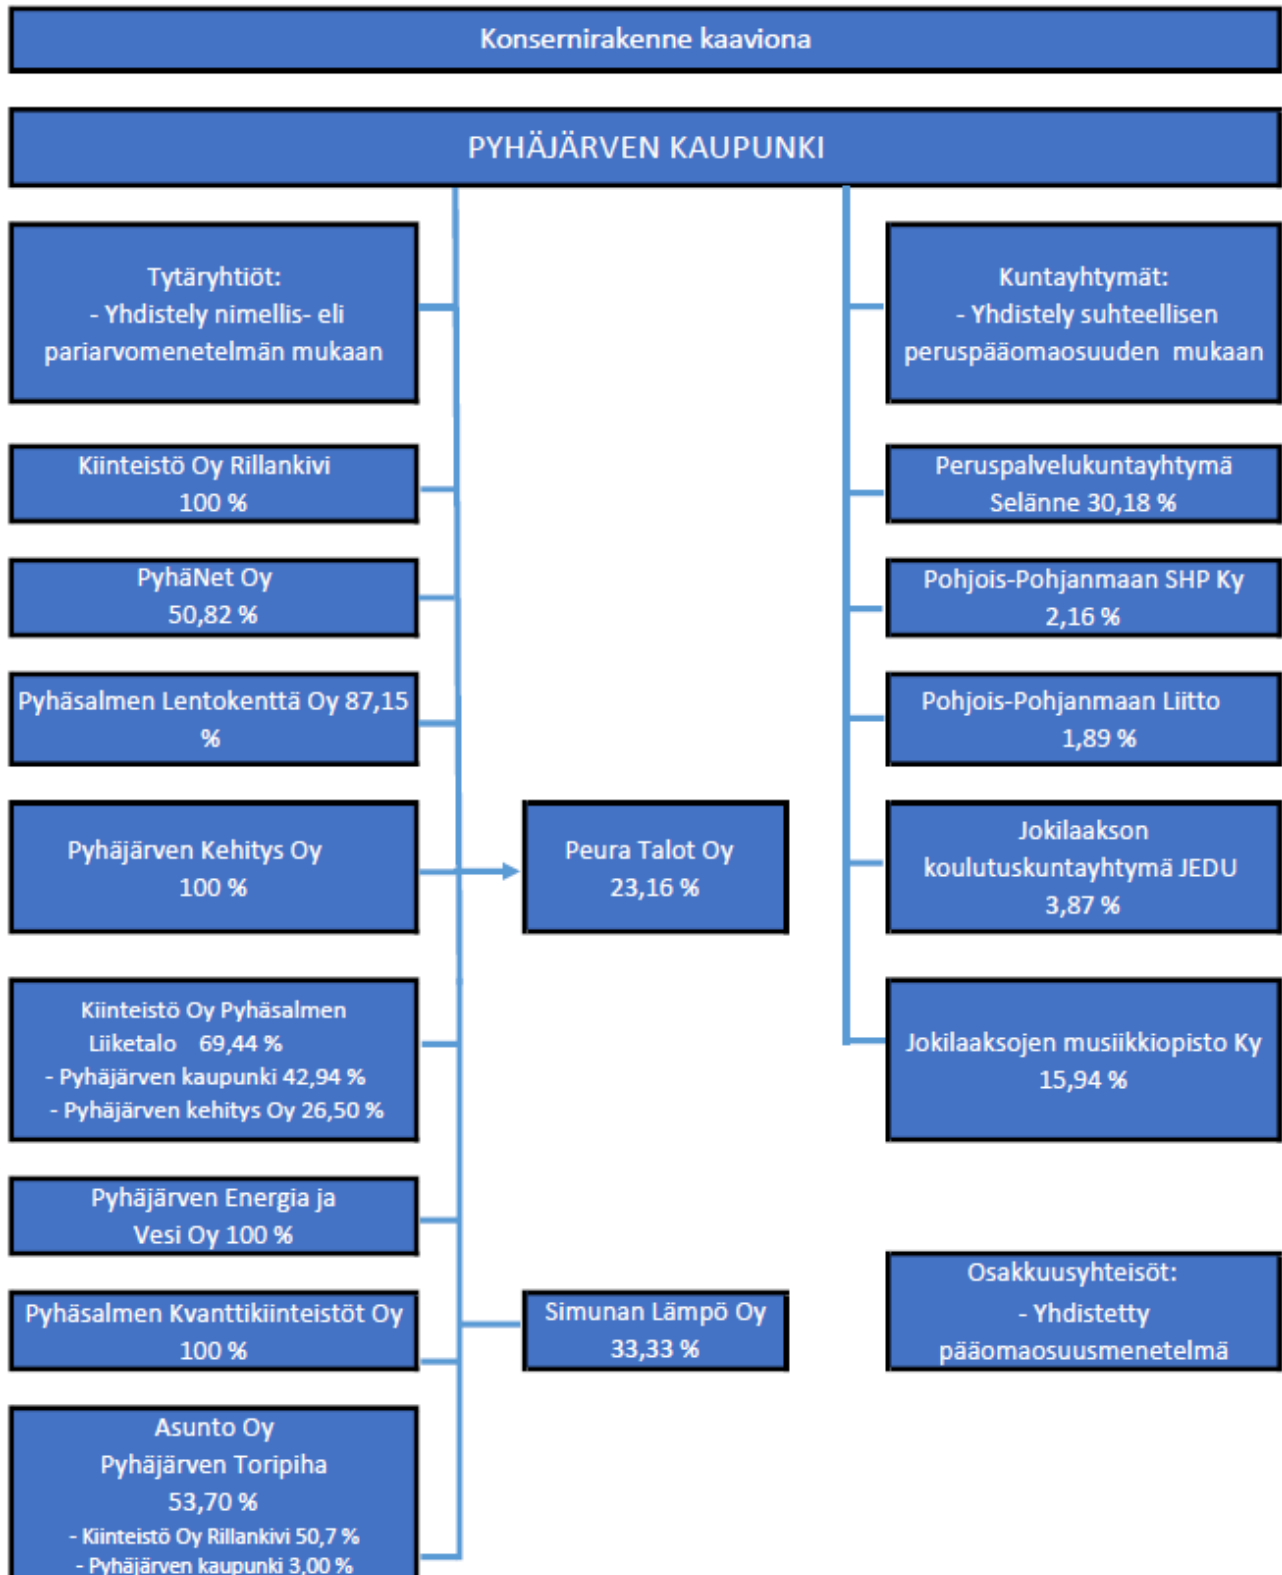 Konsernirakenne kaaviona
PYHÄJÄRVEN KAUPUNKI
Tytäryhtiöt:
- Yhdistely nimellis- eli
pariarvomenetelmän mukaan
Kiinteistö Oy Rillankivi
100 %
PyhäNet Oy
50,82 %
Pyhäsalmen Lentokenttä Oy 87,15
%
Pyhäjärven Kehitys Oy
100 %
Kiinteistö Oy Pyhäsalmen
Liiketalo 69,44 %
- Pyhäjärven kaupunki 42,94 %
- Pyhäjärven kehitys Oy 26,50 %
Pyhäjärven Energia ja
Vesi Oy 100 %
Pyhäsalmen Kvanttikiinteistöt Oy
100 %
Asunto Oy
Pyhäjärven Toripiha
53,70 %
- Kiinteistö Oy Rillankivi 50,7 %
- Pyhäjärven kaupunki 3,00 %
Peura Talot Oy
23,16 %
Simunan Lämpö Oy
33,33 %
Kuntayhtymät:
- Yhdistely suhteellisen
peruspääomaosuuden mukaan
Peruspalvelukuntayhtymä
Selänne 30,18 %
Pohjois-Pohjanmaan SHP Ky
2,16 %
Pohjois-Pohjanmaan Liitto
1,89 %
Jokilaakson
koulutuskuntayhtymä JEDU
3,87 %
Jokilaaksojen musiikkiopisto Ky
15,94 %
Osakkuusyhteisöt:
- Yhdistetty
pääomaosuusmenetelmä